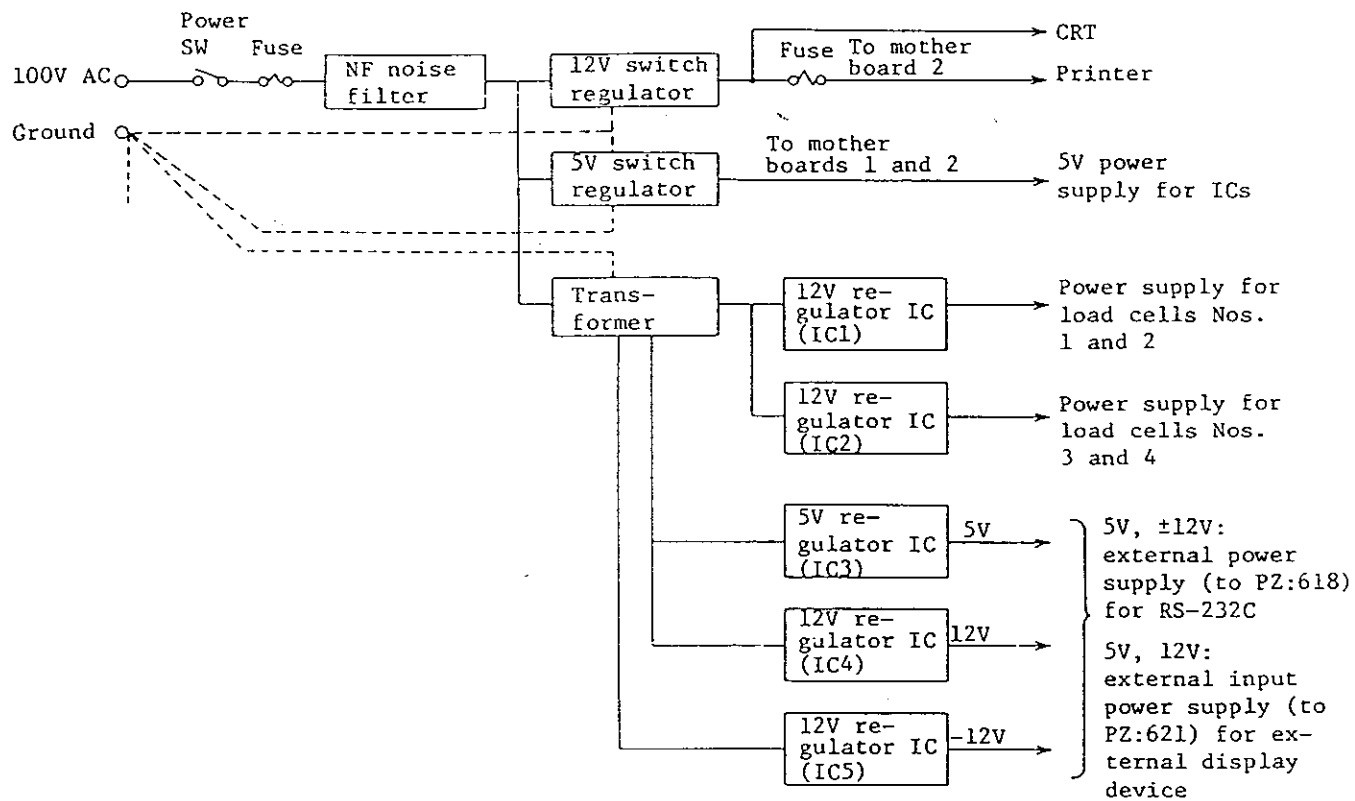 Power
SW
Fuse
100V AC
NF noise
filter
12V switch
regulator
Fuse
To mother
board 2
CRT
Printer
Ground
5V switch
regulator
To mother
boards 1 and 2
5V power
supply for ICs
Trans-
former
12V re-
gulator IC
(IC1)
Power supply for
load cells Nos.
1 and 2
12V re-
gulator IC
(IC2)
Power supply for
load cells Nos.
3 and 4
5V re-
gulator IC
(IC3)
5V
12V re-
gulator IC
(IC4)
12V
12V re-
gulator IC
(IC5)
-12V
5V, ±12V:
external power
supply (to PZ:618)
for RS-232C
5V, 12V:
external input
power supply (to
PZ:621) for ex-
ternal display
device